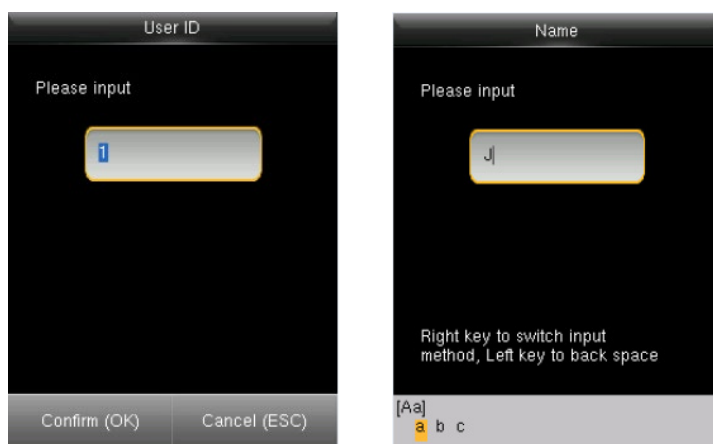 User ID
Please input
1
Confirm (OK)
Cancel (ESC)
Name
Please input
J
Right key to switch input
method, Left key to back space
[Aa]
a b c